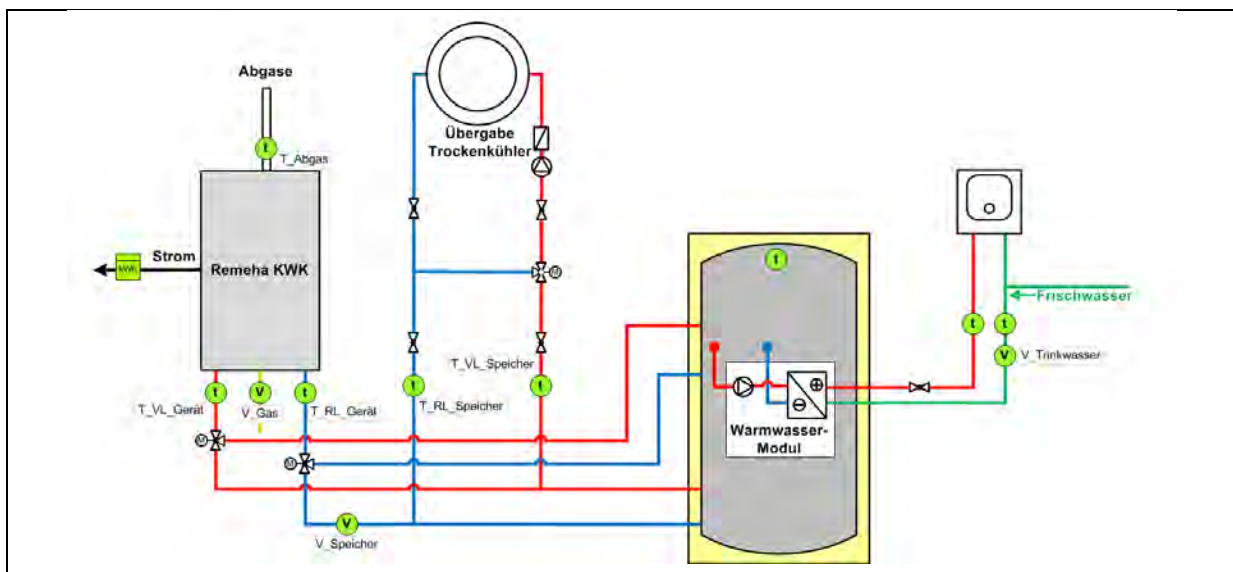 Abgase
t
T_Abgas
Übergabe
Trockenkühler
Strom
kWh
Remeha KWK
M
t
Frischwasser
t
t
V
V_Trinkwasser
T_VL_Speicher
t
V
t
t
t
T_VL_Gerät
V_Gas
T_RL_Gerät
T_RL_Speicher
Warmwasser-
Modul
M
M
V
V_Speicher